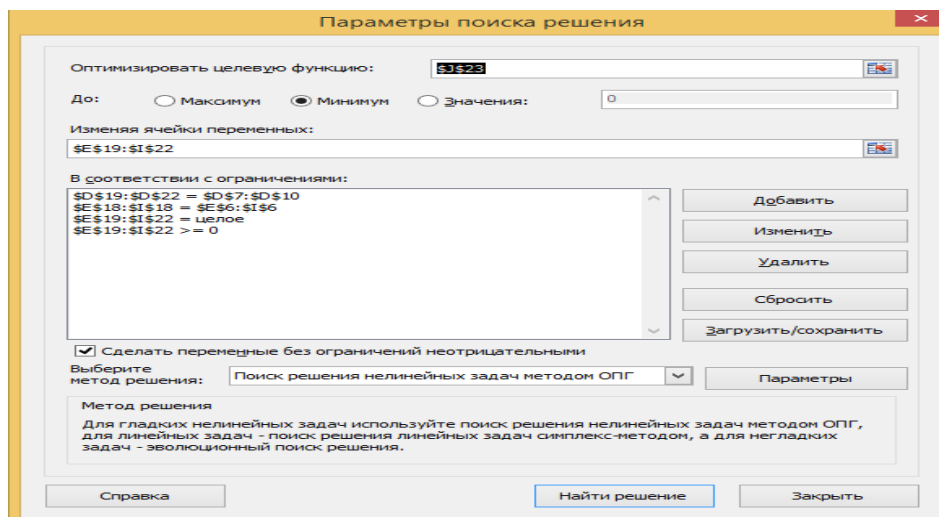 Параметры поиска решения
Оптимизировать целевую функцию:
$J$23
До:
Максимум
Минимум
Значения:
0
Изменяя ячейки переменных:
$E$19:$I$22
В соответствии с ограничениями:
$D$19:$D$22 = $D$7:$D$10
$E$18:$I$18 = $E$6:$I$6
$E$19:$I$22 = целое
$E$19:$I$22 >= 0
Добавить
Изменить
Удалить
Сбросить
Загрузить/сохранить
Сделать переменные без ограничений неотрицательными
Выберите
метод решения:
Поиск решения нелинейных задач методом ОПГ
Параметры
Метод решения
Для гладких нелинейных задач используйте поиск решения нелинейных задач методом ОПГ,
для линейных задач - поиск решения линейных задач симплекс-методом, а для негладких
задач - эволюционный поиск решения.
Справка
Найти решение
Закрыть